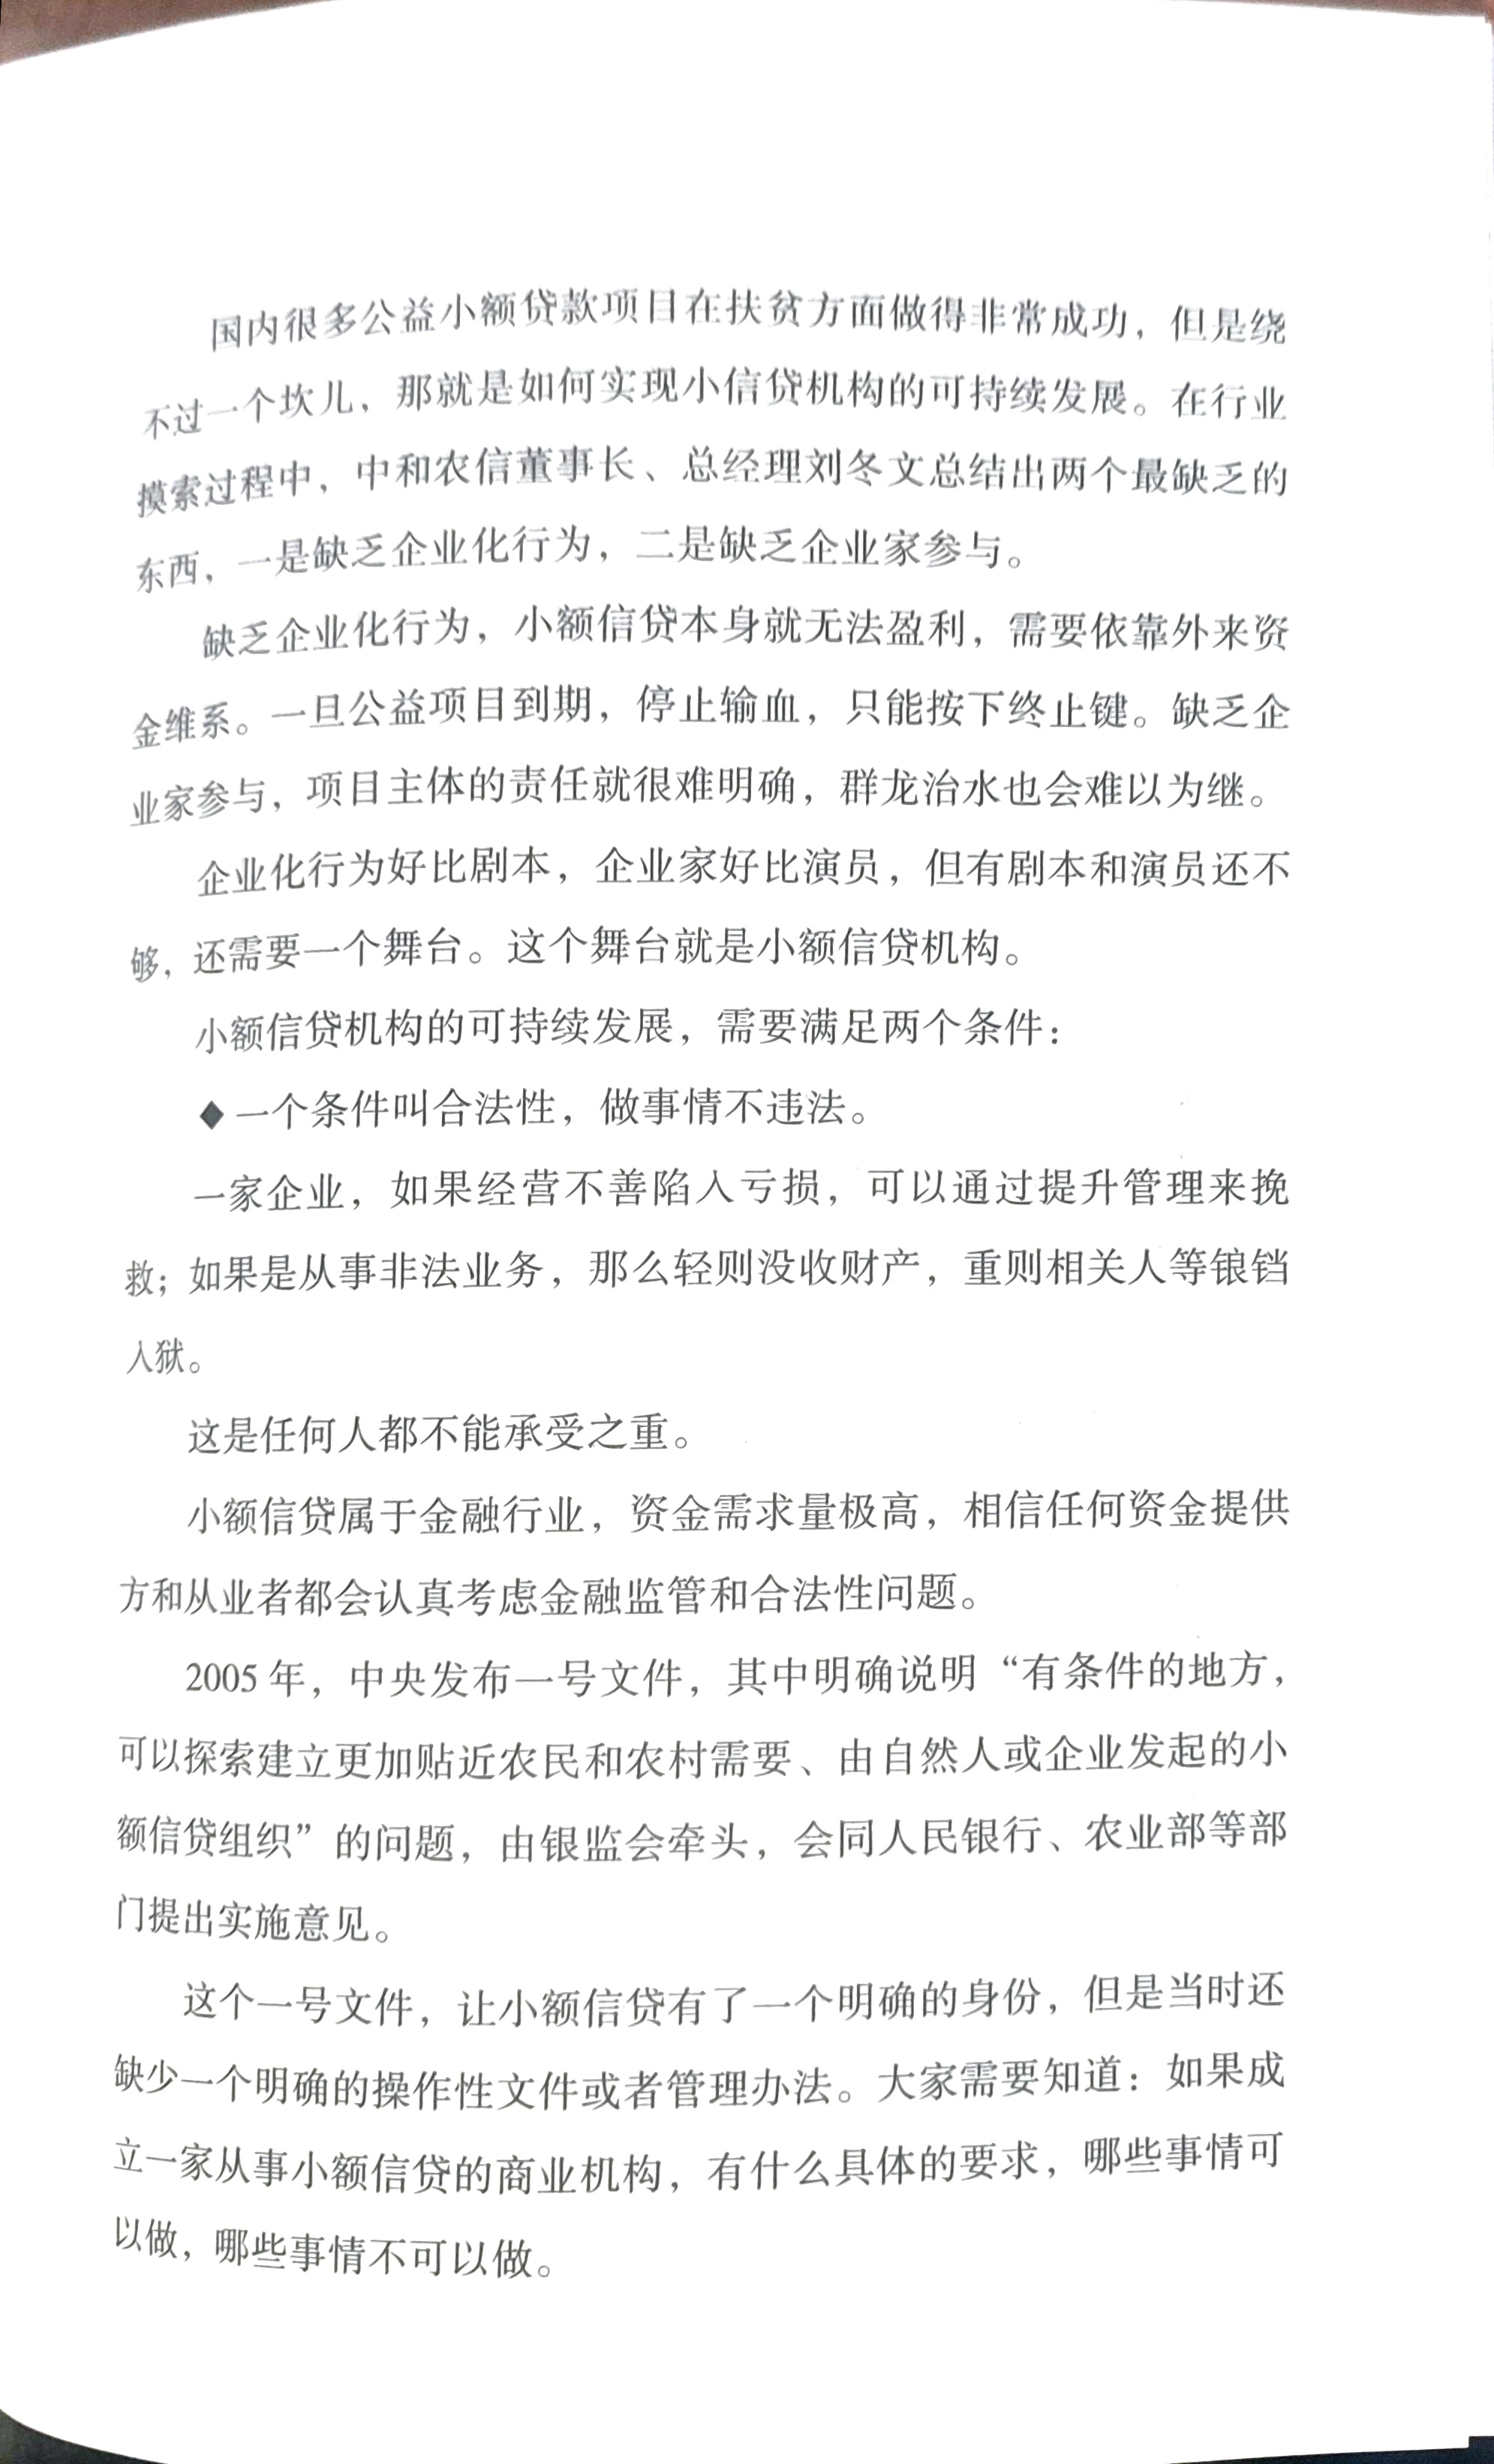 国内很多公益小额贷款项目在扶贫方面做得非常成功，但是绕
不过一个坎儿，那就是如何实现小信贷机构的可持续发展。在行业
摸索过程中，中和农信董事长、总经理刘冬文总结出两个最缺乏的
东西，一是缺乏企业化行为，二是缺乏企业家参与。
缺乏企业化行为，小额信贷本身就无法盈利，需要依靠外来资
金维系。一旦公益项目到期，停止输血，只能按下终止键。缺乏企
业家参与，项目主体的责任就很难明确，群龙治水也会难以为继。
企业化行为好比剧本，企业家好比演员，但有剧本和演员还不
够，还需要一个舞台。这个舞台就是小额信贷机构。
小额信贷机构的可持续发展，需要满足两个条件：
◆一个条件叫合法性，做事情不违法。
一家企业，如果经营不善陷入亏损，可以通过提升管理来挽
救；如果是从事非法业务，那么轻则没收财产，重则相关人等锒铛
入狱。
这是任何人都不能承受之重。
小额信贷属于金融行业，资金需求量极高，相信任何资金提供
方和从业者都会认真考虑金融监管和合法性问题。
2005年，中央发布一号文件，其中明确说明“有条件的地方，
可以探索建立更加贴近农民和农村需要、由自然人或企业发起的小
额信贷组织”的问题，由银监会牵头，会同人民银行、农业部等部
门提出实施意见。
这个一号文件，让小额信贷有了一个明确的身份，但是当时还
缺少一个明确的操作性文件或者管理办法。大家需要知道：如果成
立一家从事小额信贷的商业机构，有什么具体的要求，哪些事情可
以做，哪些事情不可以做。